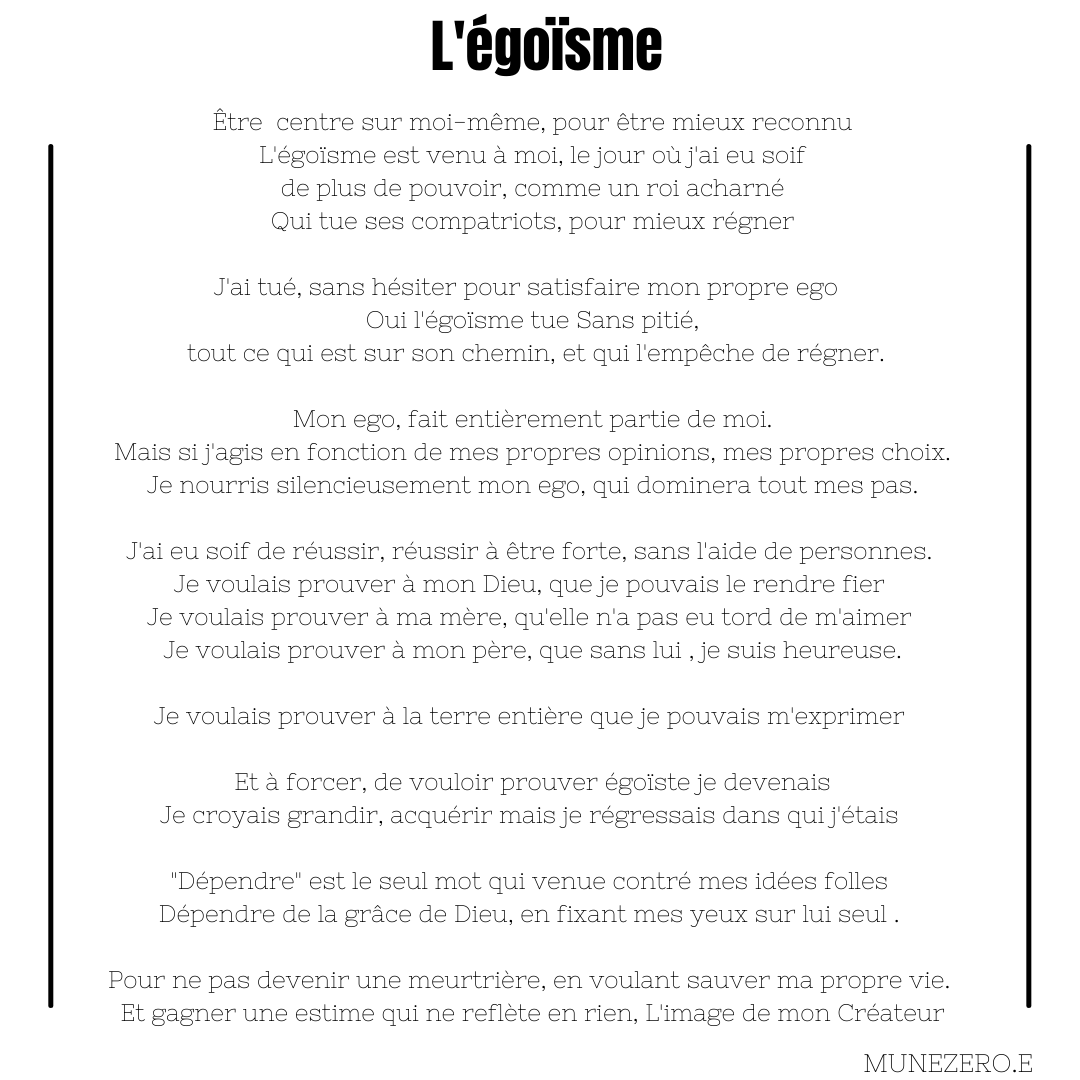 L'égoïsme
Être centre sur moi-même, pour être mieux reconnu
L'égoïsme est venu à moi, le jour où j'ai eu soif
de plus de pouvoir, comme un roi acharné
Qui tue ses compatriots, pour mieux régner
J'ai tué, sans hésiter pour satisfaire mon propre ego
Oui l'égoïsme tue Sans pitié,
tout ce qui est sur son chemin, et qui l'empêche de régner.
Mon ego, fait entièrement partie de moi.
Mais si j'agis en fonction de mes propres opinions, mes propres choix.
Je nourris silencieusement mon ego, qui dominera tout mes pas.
J'ai eu soif de réussir, réussir à être forte, sans l'aide de personnes.
Je voulais prouver à mon Dieu, que je pouvais le rendre fier
Je voulais prouver à ma mère, qu'elle n'a pas eu tord de m'aimer
Je voulais prouver à mon père, que sans lui , je suis heureuse.
Je voulais prouver à la terre entière que je pouvais m'exprimer
Et à forcer, de vouloir prouver égoïste je devenais
Je croyais grandir, acquérir mais je régressais dans qui j'étais
"Dépendre" est le seul mot qui venue contré mes idées folles
Dépendre de la grâce de Dieu, en fixant mes yeux sur lui seul .
Pour ne pas devenir une meurtrière, en voulant sauver ma propre vie.
Et gagner une estime qui ne reflète en rien, L'image de mon Créateur
MUNEZERO.E